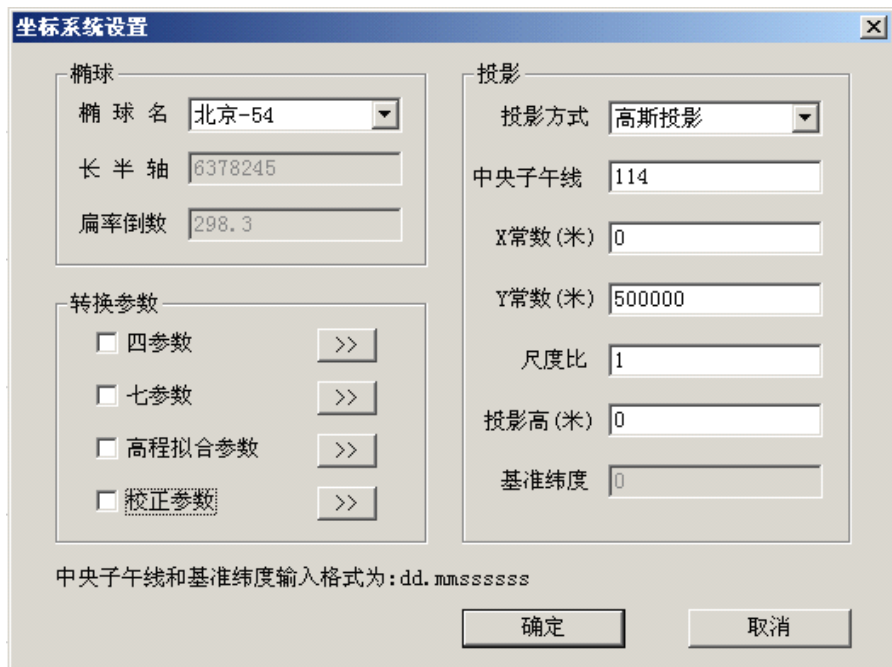 坐标系统设置
椭球
椭 球 名 北京-54
长 半 轴 6378245
扁率倒数 298.3
转换参数
四参数 >>
七参数 >>
高程拟合参数 >>
校正参数 >>
投影
投影方式 高斯投影
中央子午线 114
X常数(米) 0
Y常数(米) 500000
尺度比 1
投影高(米) 0
基准纬度 0
中央子午线和基准纬度输入格式为:dd.mmssssss
确定 取消